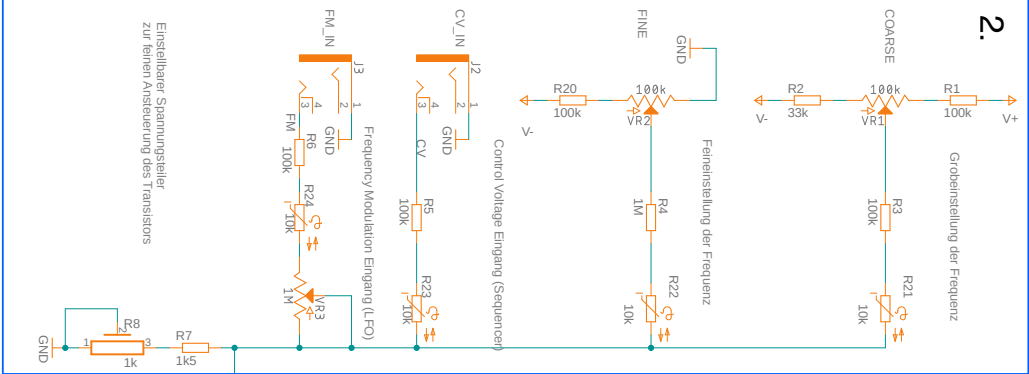 2.
COARSE
V+
R1
100k
100k
VR1
R2
33k
V-
Grobeinstellung der Frequenz
R3
100k
R21
10k
FINE
GND
100k
VR2
R20
100k
V-
Feineinstellung der Frequenz
R4
1M
R22
10k
CV_IN
J2
1
2
4
3
GND
CV
Control Voltage Eingang (Sequencer)
R5
100k
R23
10k
FM_IN
J3
1
2
4
3
GND
FM
Frequency Modulation Eingang (LFO)
R6
100k
R24
10k
VR3
1M
Einstellbarer Spannungsteiler
zur feinen Ansteuerung des Transistors
R7
1k5
R8
1
2
3
1k
GND